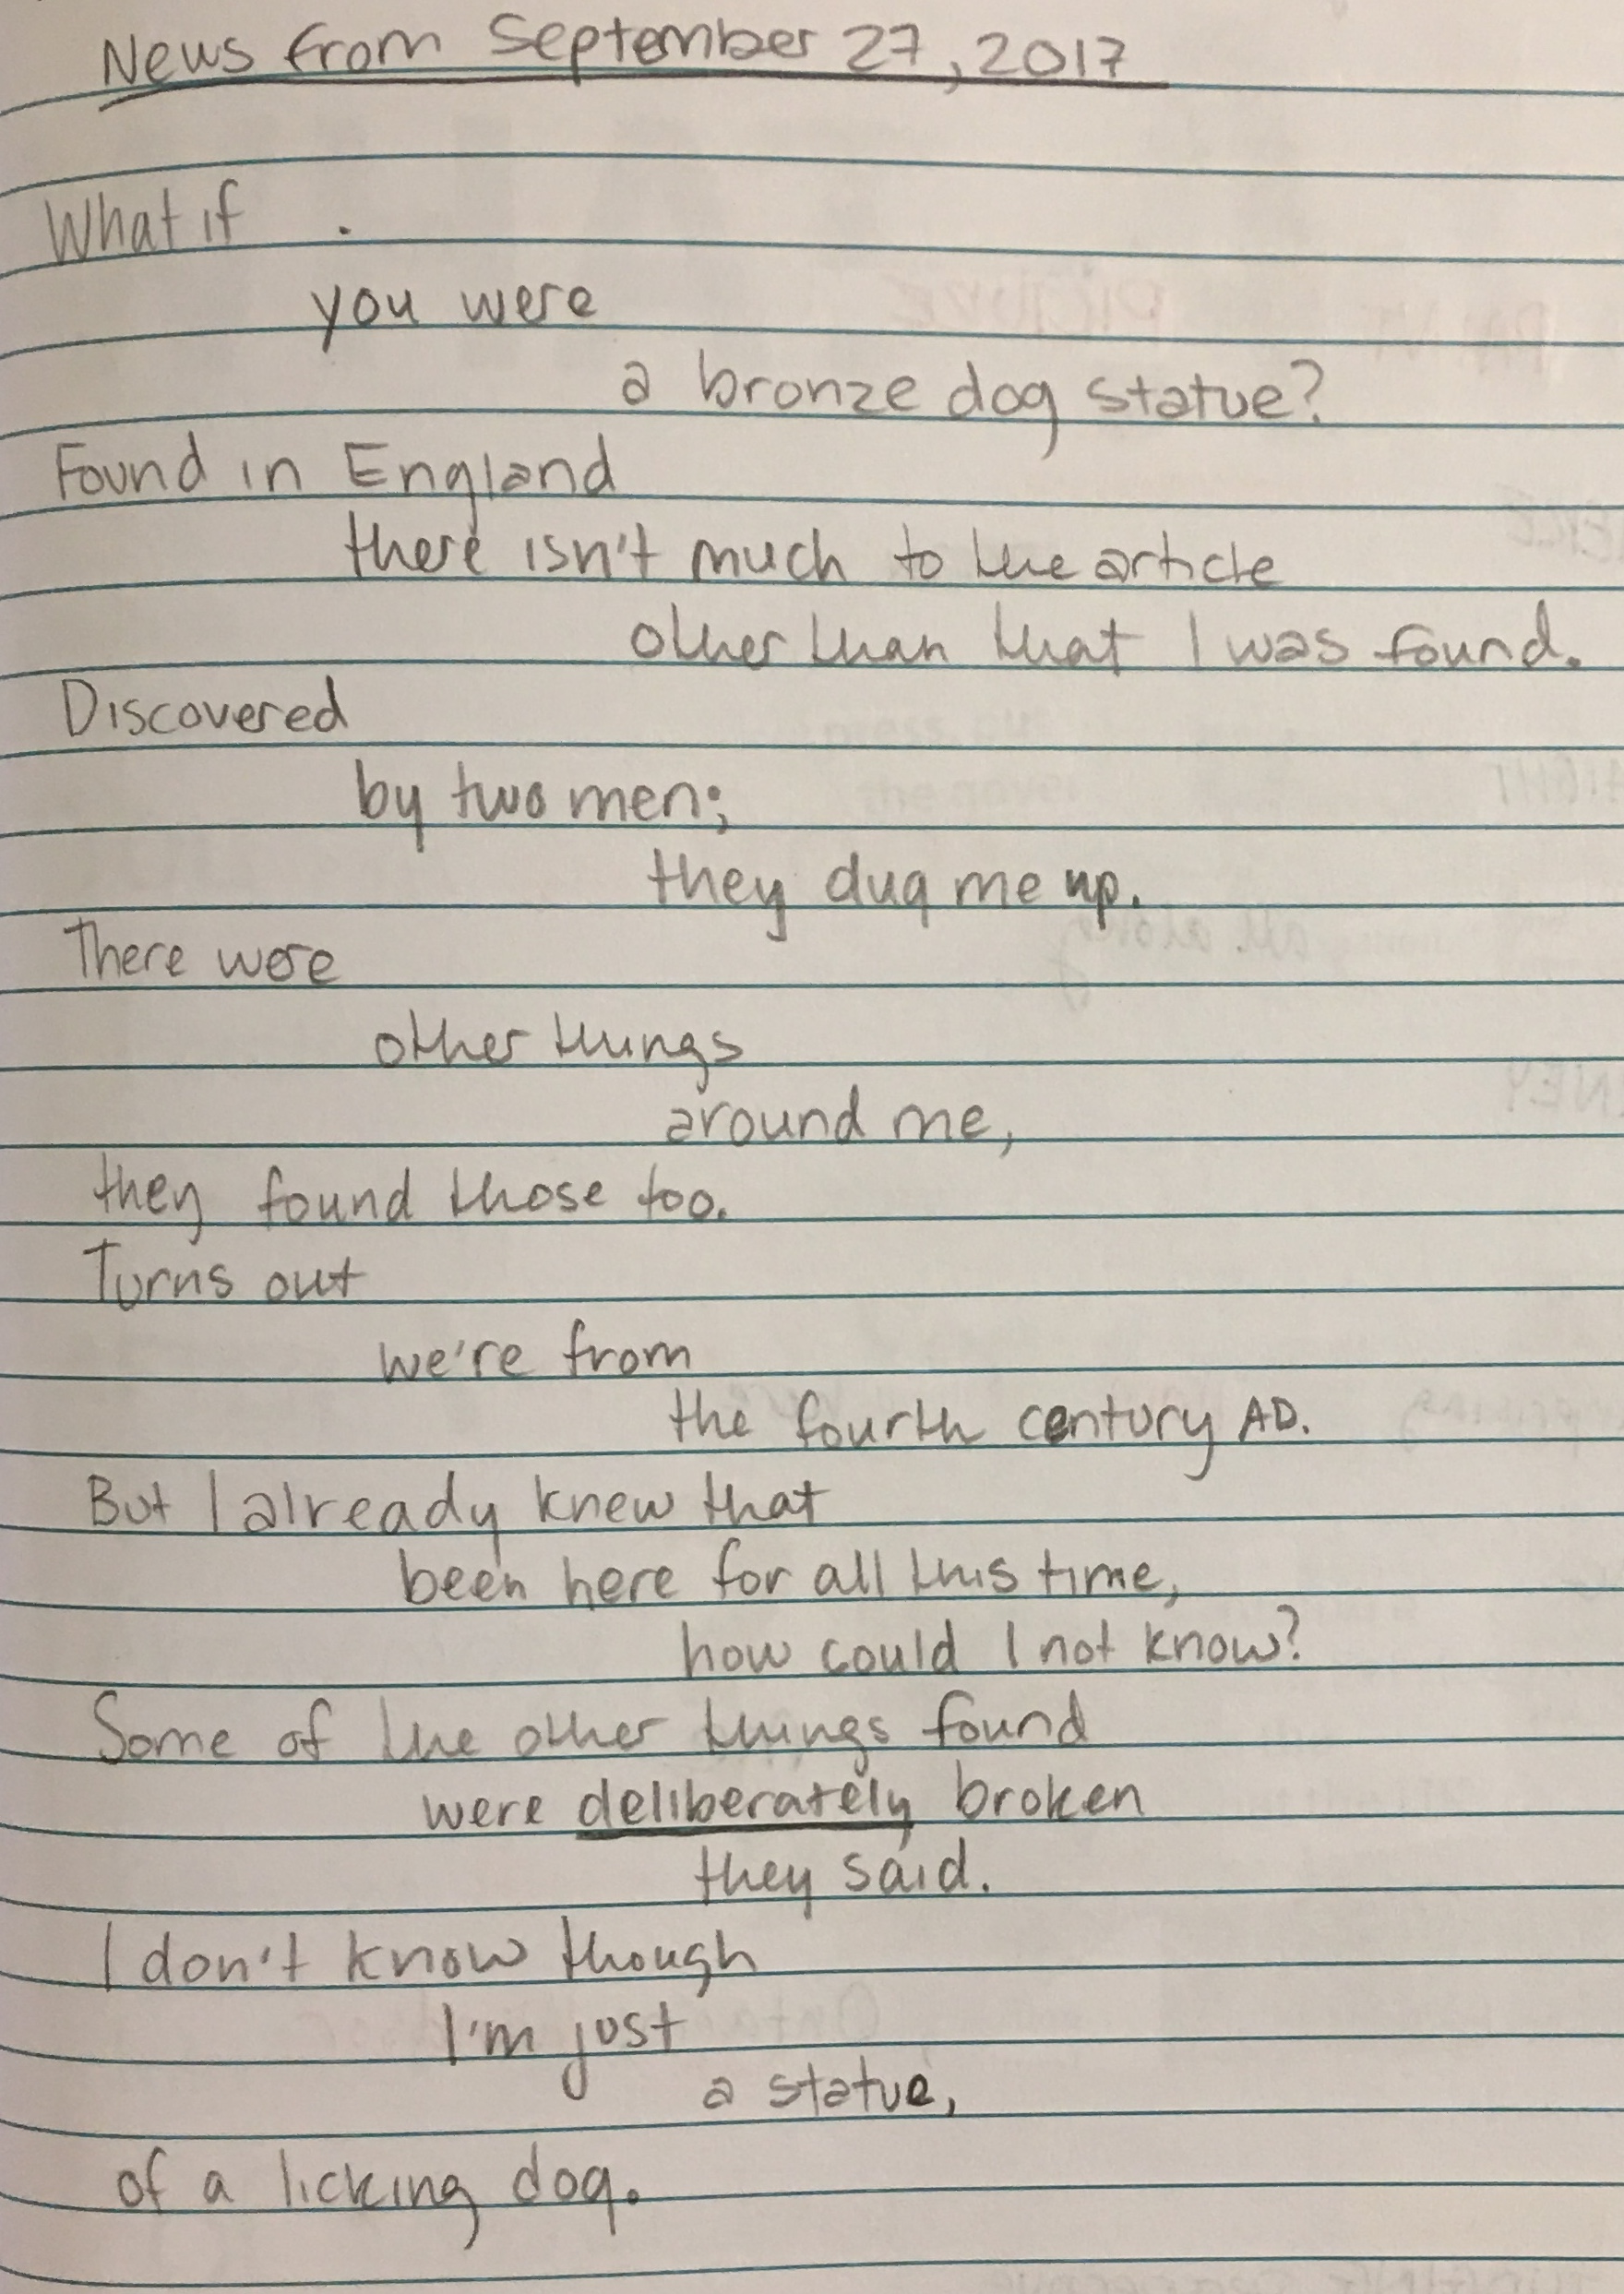 News from September 27, 2017
What if
you were
a bronze dog statue?
Found in England
there isn't much to the article
other than that I was found.
Discovered
by two men;
they dug me up.
There were
other things
around me,
they found those too.
Turns out
we're from
the fourth century AD.
But I already knew that
been here for all this time,
how could I not know?
Some of the other things found
were deliberately broken
they said.
I don't know though
I'm just
a statue,
of a licking dog.